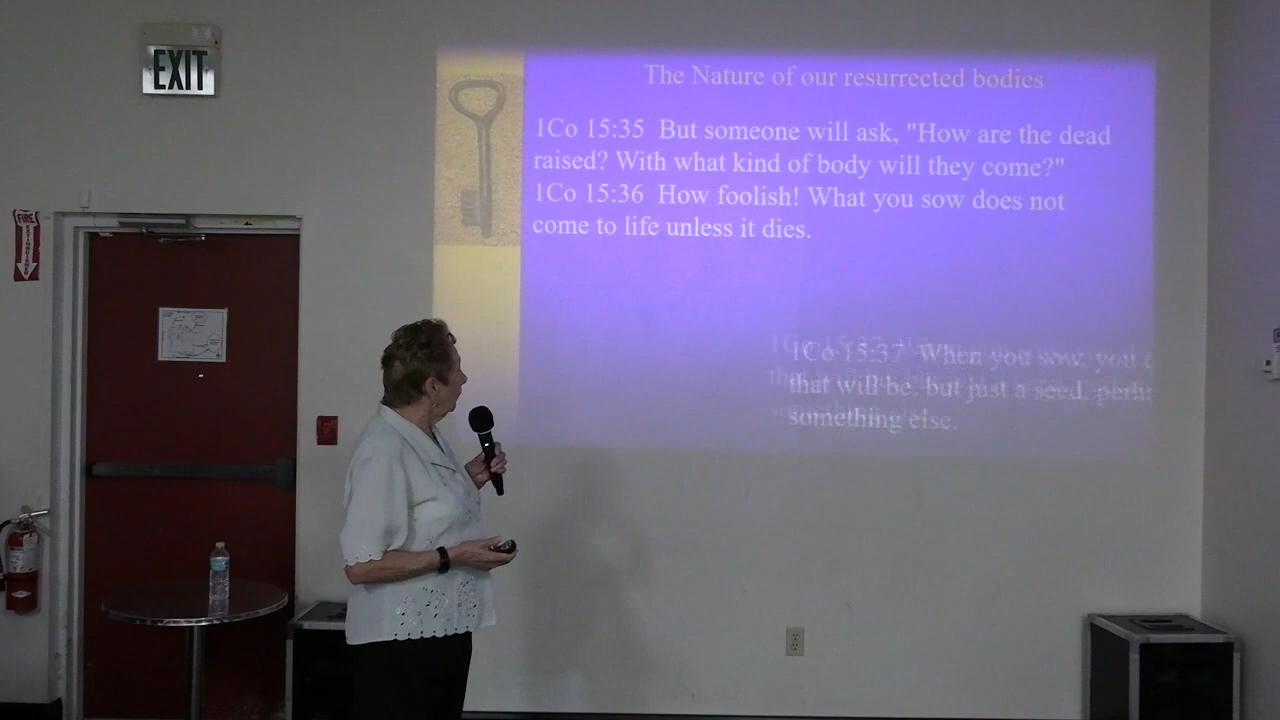 EXIT
The Nature of our resurrected bodies
1Co 15:35 But someone will ask, "How are the dead
raised? With what kind of body will they come?"
1Co 15:36 How foolish! What you sow does not
come to life unless it dies.
1Co 15:37 When you sow, you
that will be, but just a seed,
something else.
FIRE
EXTINGUISHER